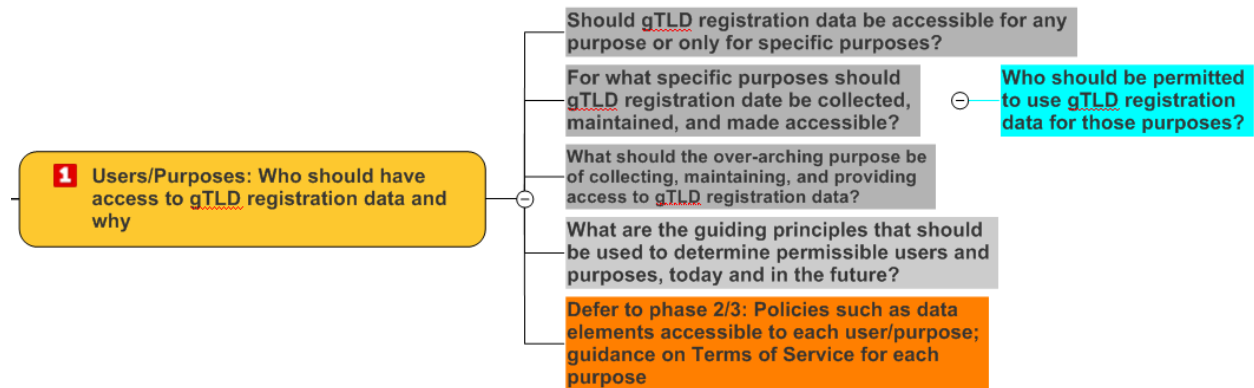 Should gTLD registration data be accessible for any
purpose or only for specific purposes?
For what specific purposes should
gTLD registration date be collected,
maintained, and made accessible?
Who should be permitted
to use gTLD registration
data for those purposes?
1
Users/Purposes: Who should have
access to gTLD registration data and
why
What should the over-arching purpose be
of collecting, maintaining, and providing
access to gTLD registration data?
What are the guiding principles that should
be used to determine permissible users and
purposes, today and in the future?
Defer to phase 2/3: Policies such as data
elements accessible to each user/purpose;
guidance on Terms of Service for each
purpose